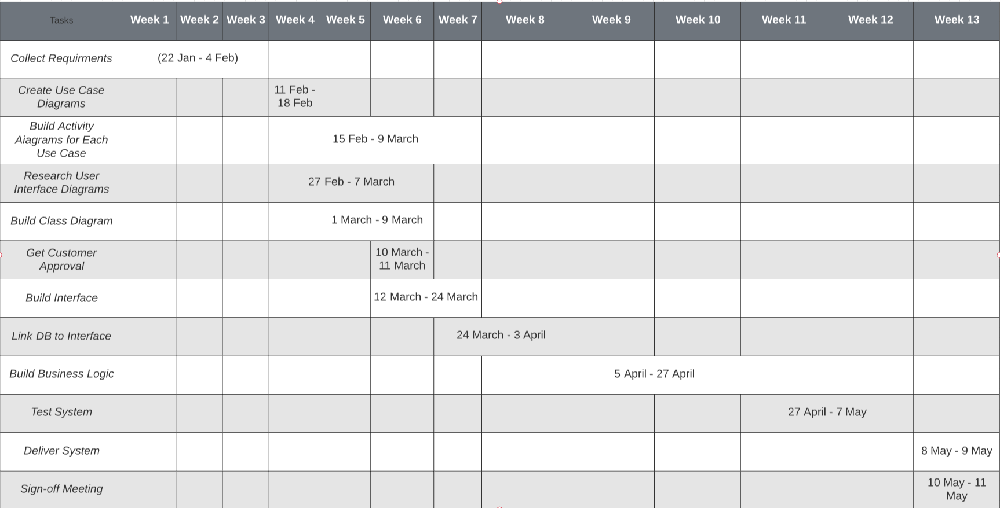 Tasks Week 1 Week 2 Week 3 Week 4 Week 5 Week 6 Week 7 Week 8 Week 9 Week 10 Week 11 Week 12 Week 13
Collect Requirments
(22 Jan - 4 Feb)
Create Use Case
Diagrams
11 Feb -
18 Feb
Build Activity
Aiagrams for Each
Use Case
15 Feb - 9 March
Research User
Interface Diagrams
27 Feb - 7 March
Build Class Diagram
1 March - 9 March
Get Customer
Approval
10 March -
11 March
Build Interface
12 March - 24 March
Link DB to Interface
24 March - 3 April
Build Business Logic
5 April - 27 April
Test System
27 April - 7 May
Deliver System
8 May - 9 May
Sign-off Meeting
10 May - 11
May